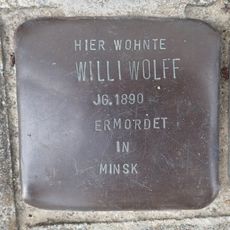 HIER WOHNTE
WILLI WOLFF
JG. 1890
ERMORDET
IN
MINSK